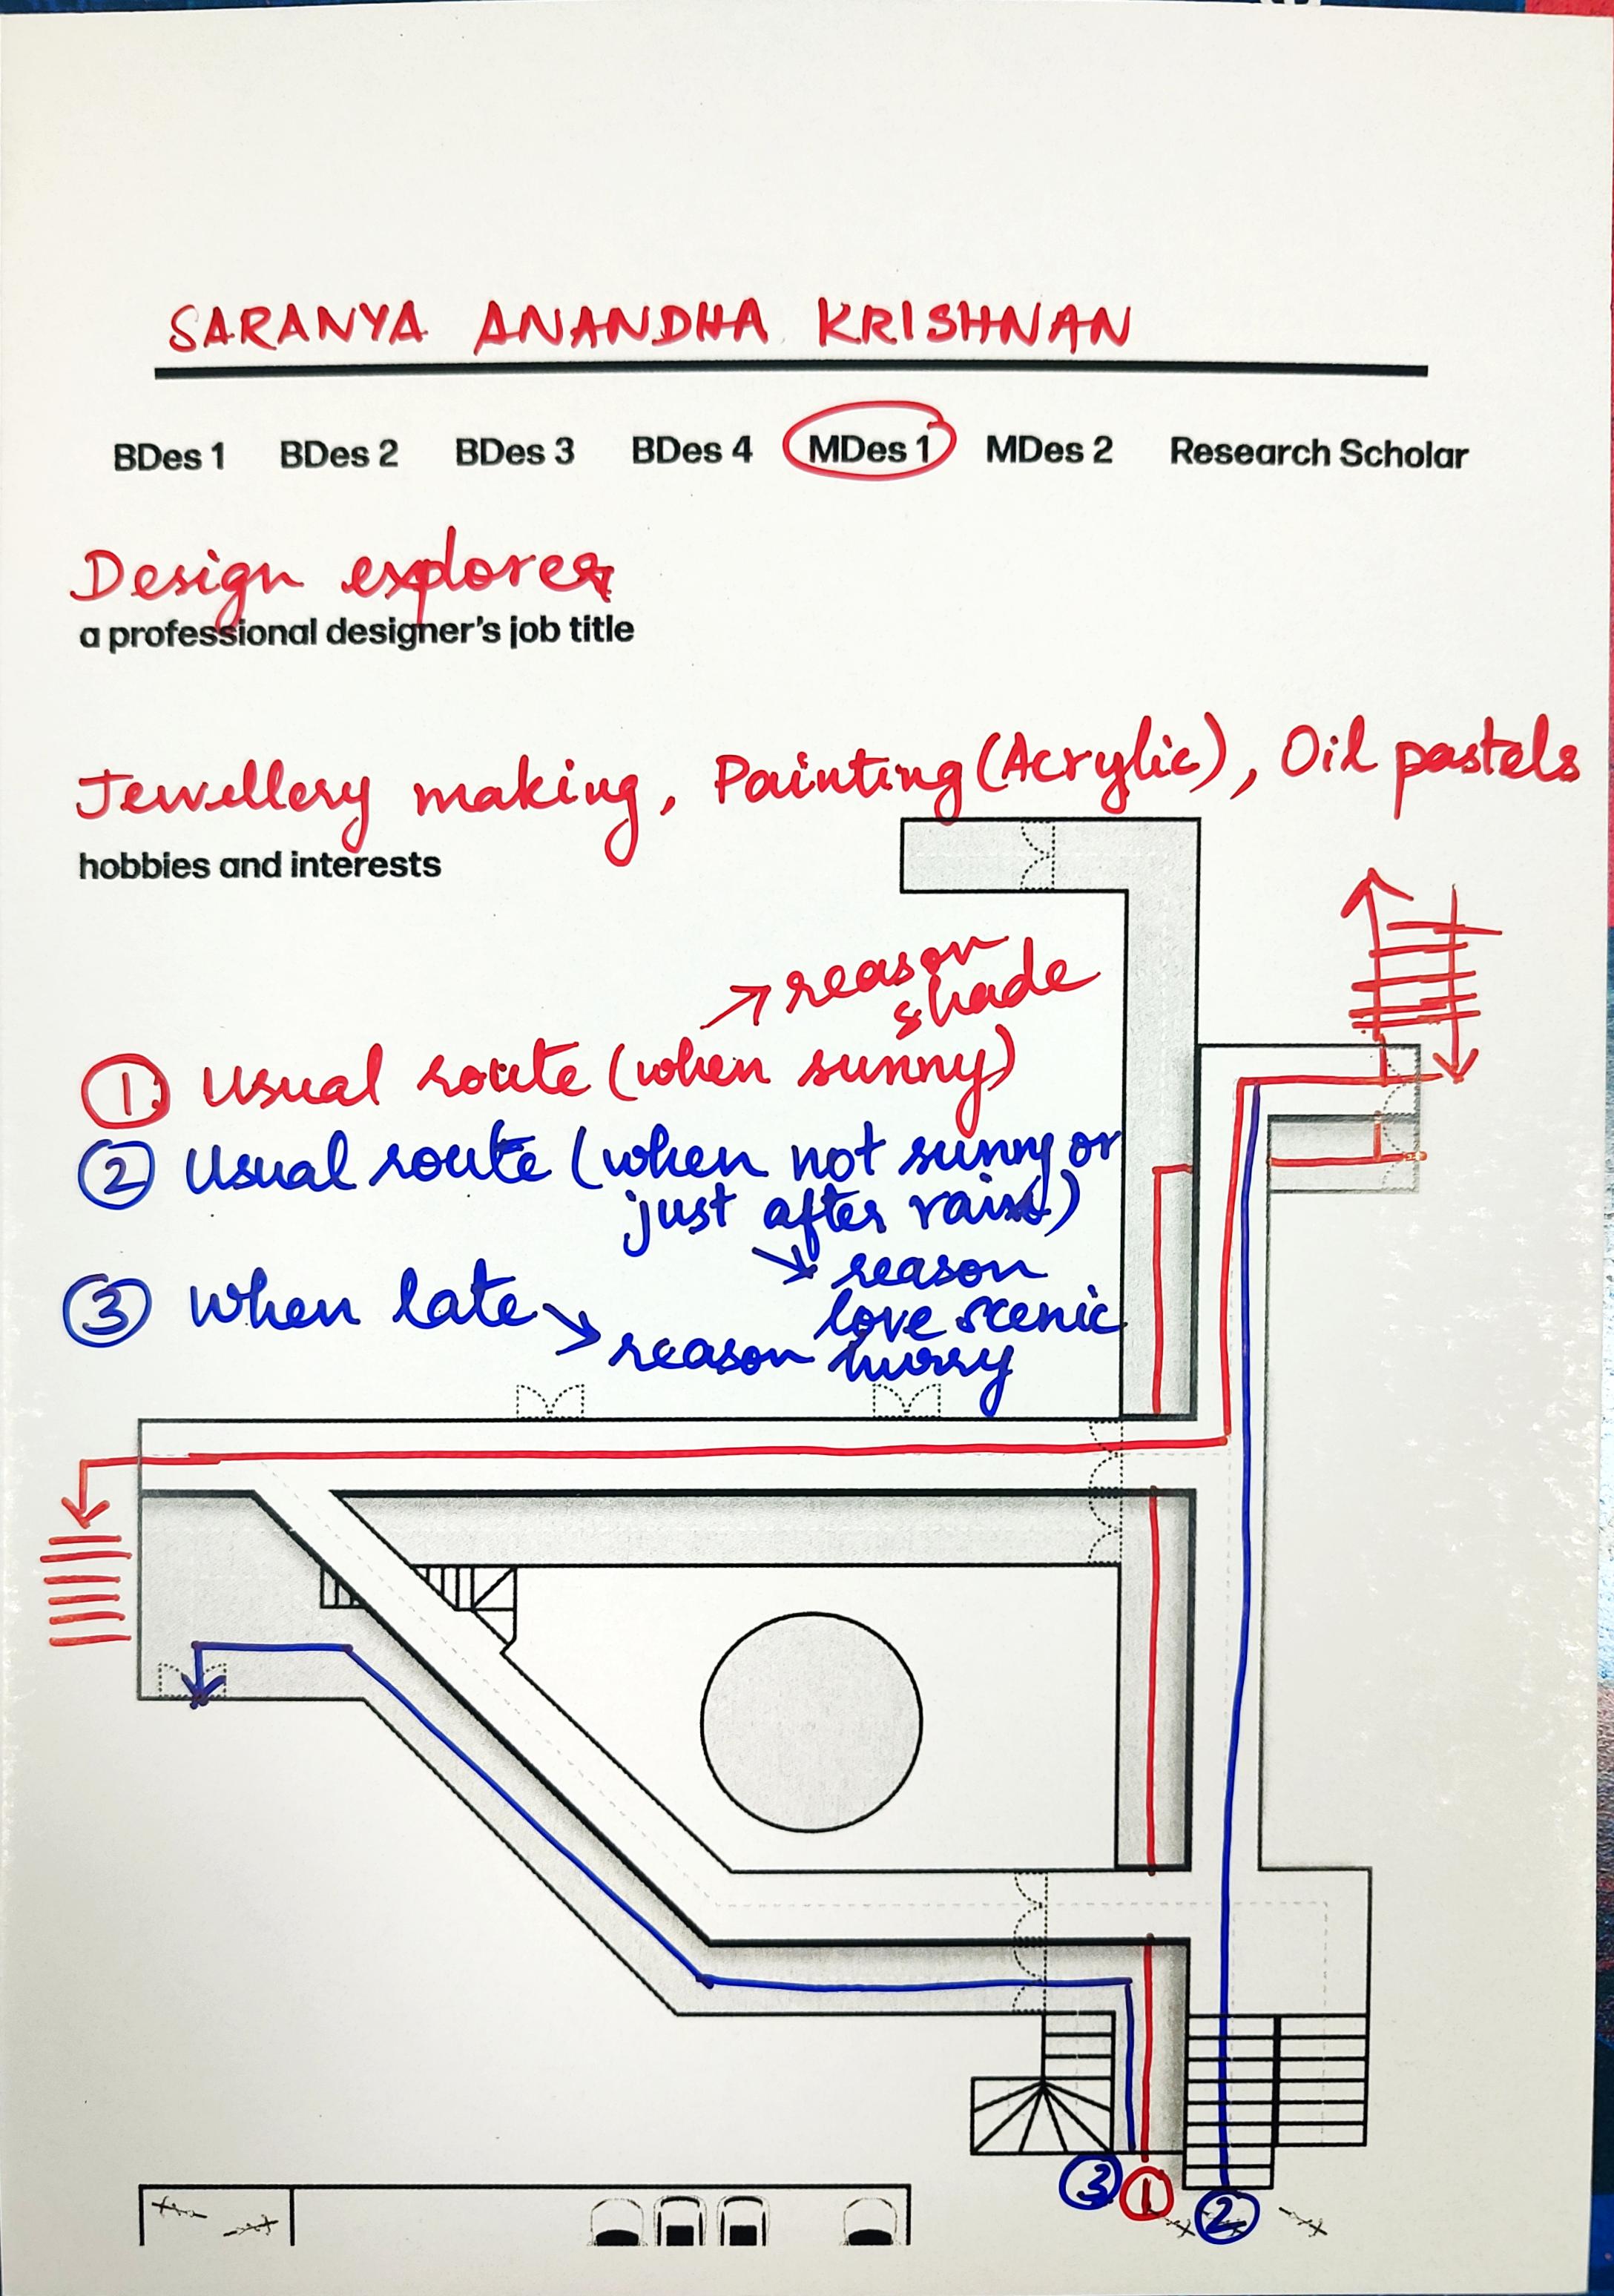 SARANYA ANANDHA KRISHNAN
BDes 1 BDes 2 BDes 3 BDes 4 MDes 1 MDes 2 Research Scholar
Design explorer
a professional designer's job title
Jewellery making, Painting (Acrylic), Oil pastels
hobbies and interests
→ reason
shade
1. Usual route (when sunny)
2 Usual route (when not sunny or
just after rain)
→ reason
love scenic
3 When late → reason hurry
3 1 2